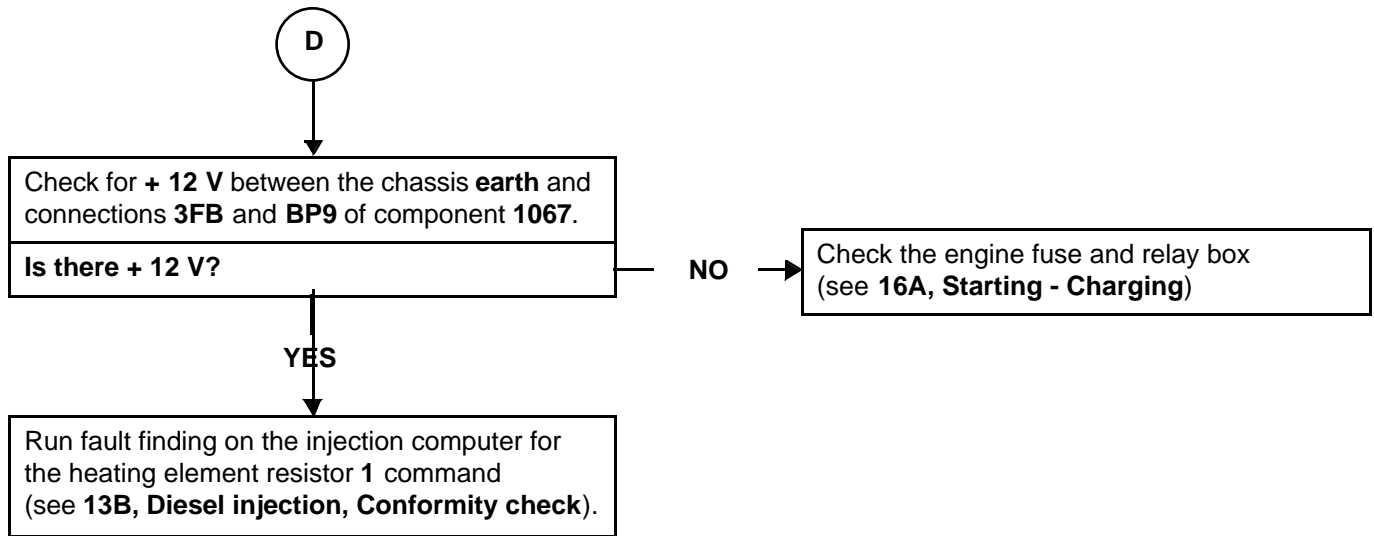 D
Check for + 12 V between the chassis earth and
connections 3FB and BP9 of component 1067.
Is there + 12 V?
NO
Check the engine fuse and relay box
(see 16A, Starting - Charging)
YES
Run fault finding on the injection computer for
the heating element resistor 1 command
(see 13B, Diesel injection, Conformity check).